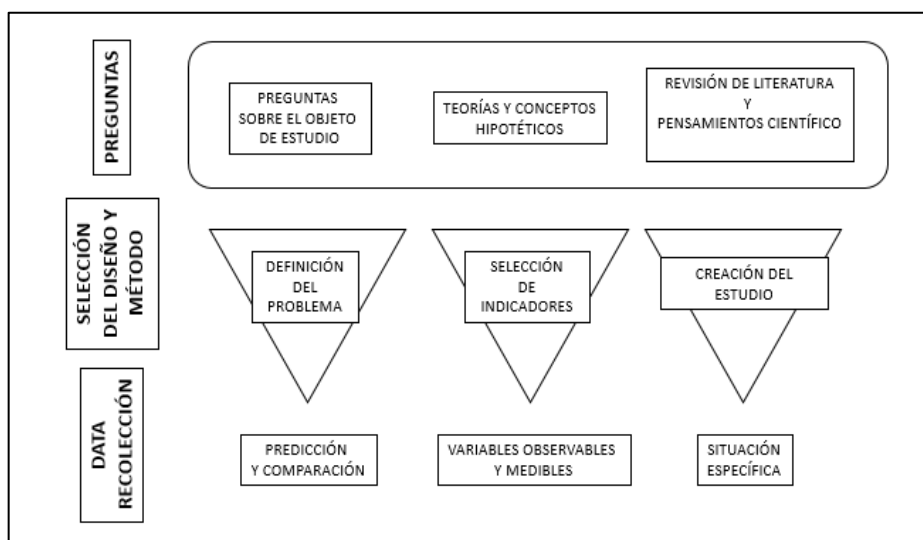 PREGUNTAS
PREGUNTAS
SOBRE EL OBJETO
DE ESTUDIO
TEORÍAS Y CONCEPTOS
HIPOTÉTICOS
REVISIÓN DE LITERATURA
Y
PENSAMIENTOS CIENTÍFICO
SELECCIÓN
DEL DISEÑO Y
MÉTODO
DEFINICIÓN
DEL
PROBLEMA
SELECCIÓN
DE
INDICADORES
CREACIÓN DEL
ESTUDIO
DATA
RECOLECCIÓN
PREDICCIÓN
Y COMPARACIÓN
VARIABLES OBSERVABLES
Y MEDIBLES
SITUACIÓN
ESPECÍFICA